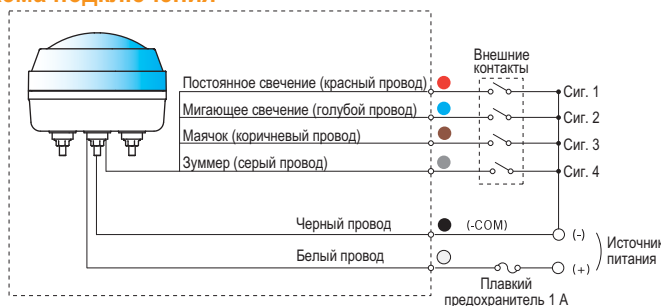 Внешние
контакты
Постоянное свечение (красный провод)
Сиг. 1
Мигающее свечение (голубой провод)
Сиг. 2
Маячок (коричневый провод)
Сиг. 3
Зуммер (серый провод)
Сиг. 4
Черный провод
(-COM)
(-)
Источник
питания
Белый провод
(+)
Плавкий
предохранитель 1 А